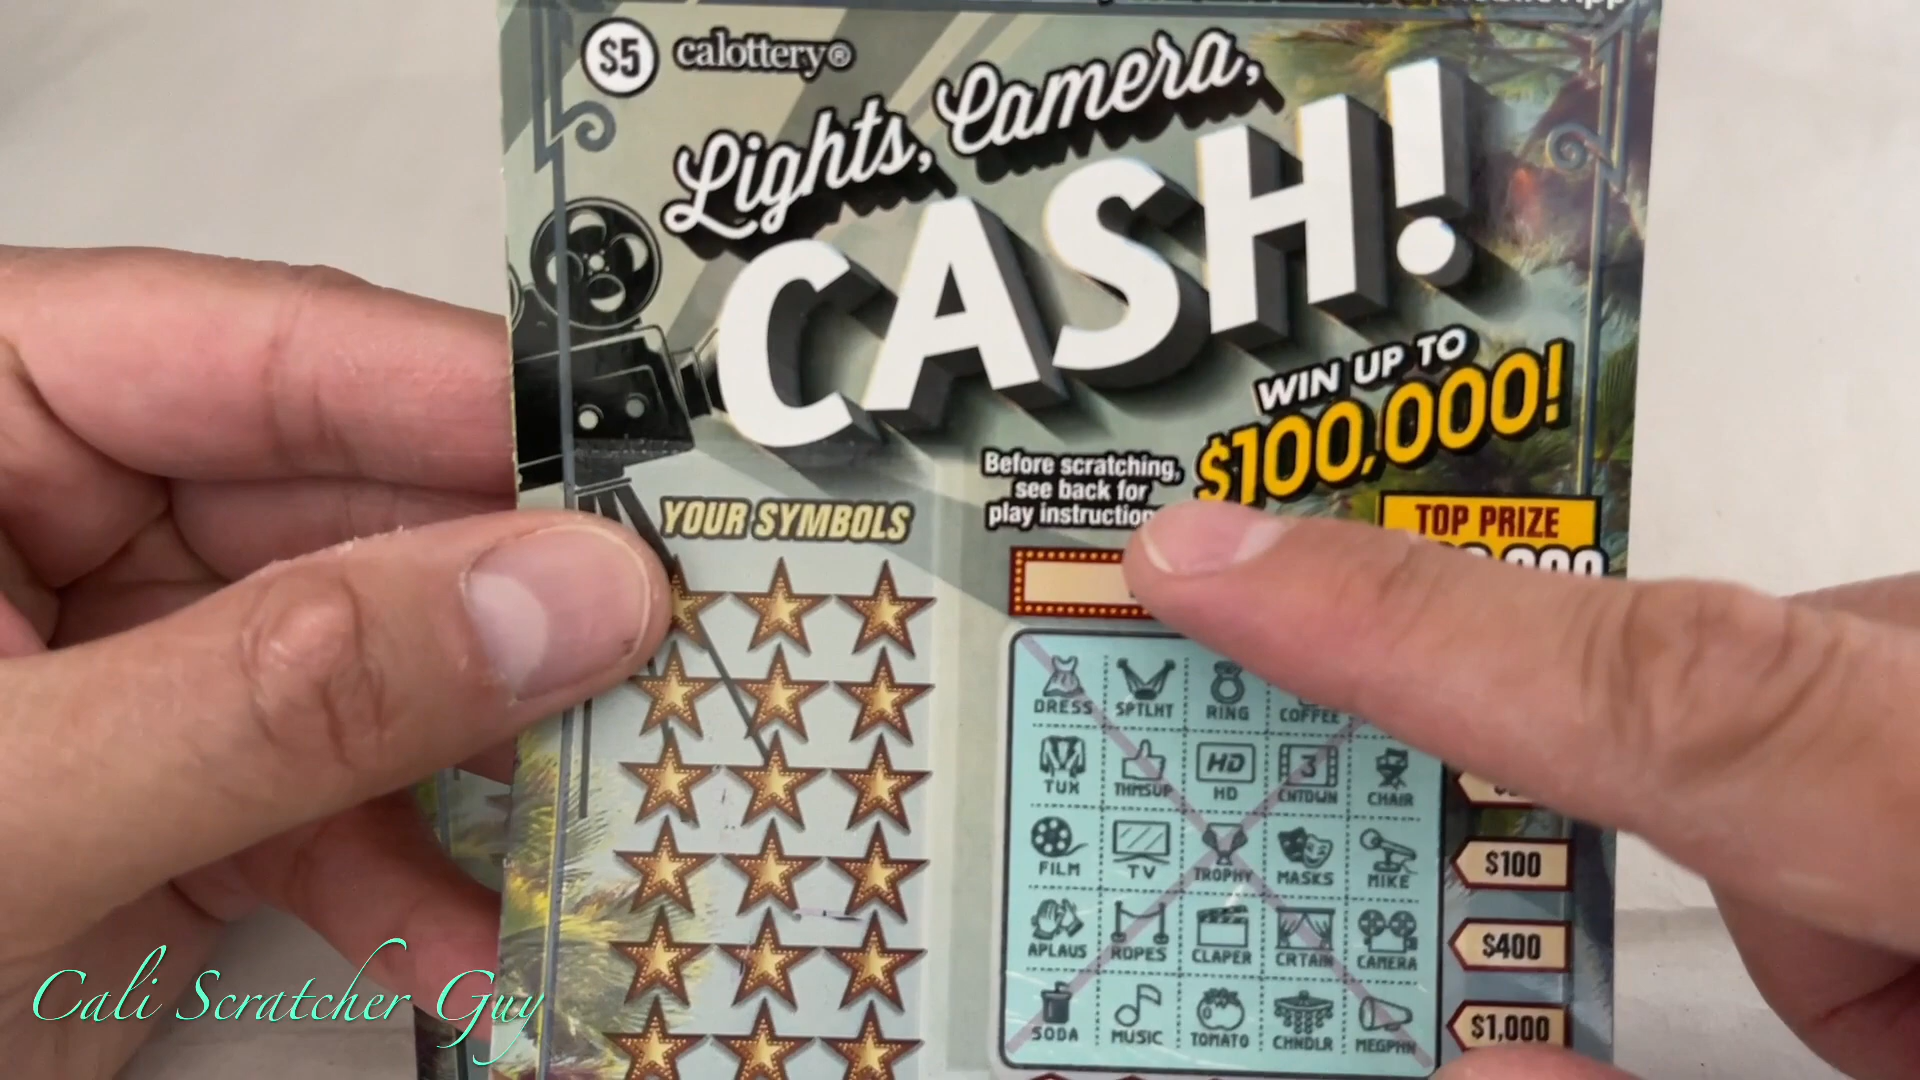 $5 calottery®
Lights, Camera,
CASH!
WIN UP TO
$100,000!
Before scratching,
see back for
play
YOUR SYMBOLS
TOP PRIZE
DRESS SPTLHT RING COFFEE
TUX THMSUP HD HD 3 CNTDWN CHAIR
FILM TV TROPHY MASKS MIKE
$100
APLAUS ROPES CLAPER CRTAIN CAMERA
$400
SODA MUSIC TOMATO CHNDLR MEGPHN
$1,000
Cali Scratcher Guy